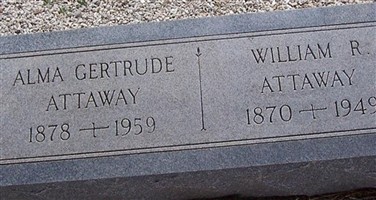 ALMA GERTRUDE
ATTAWAY
1878 + 1959
WILLIAM R.
ATTAWAY
1870 + 1949